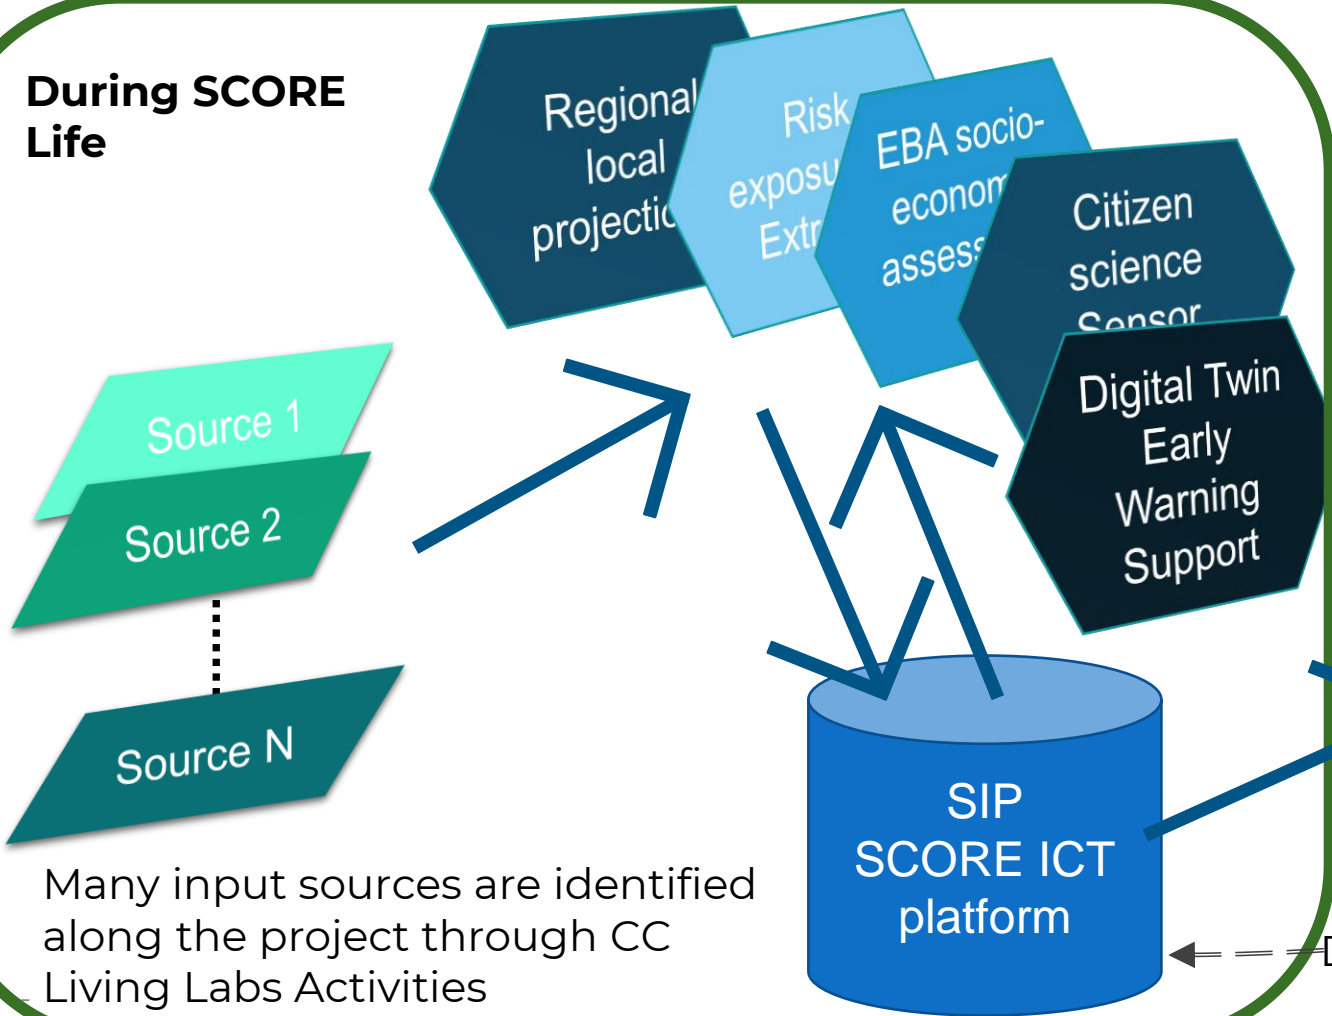 During SCORE
Life
Regional
local
Risk
EBA socio-
Citizen
science
Sensor
Digital Twin
Early
Warning
Support
Source 1
Source 2
Source N
SIP
SCORE ICT
platform
Many input sources are identified
along the project through CC
Living Labs Activities